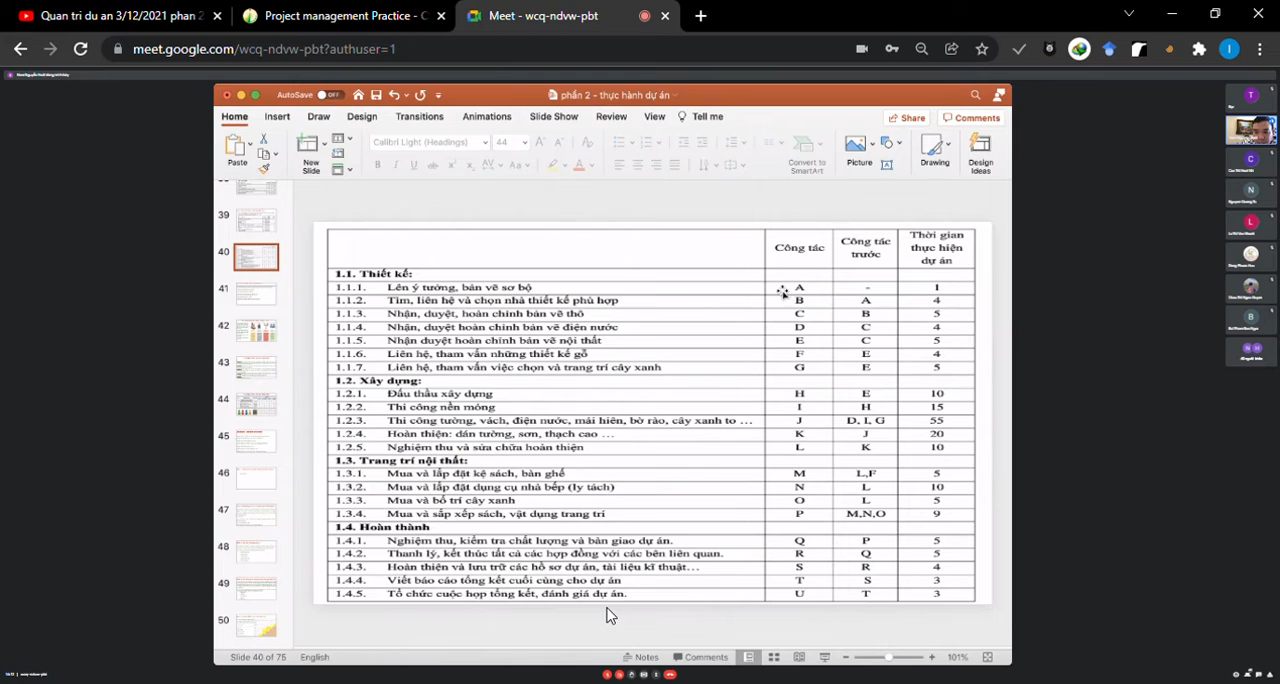 Quan tri du an 3/12/2021 phan 2
Project management Practice - C
Meet - wcq-ndvw-pbt
meet.google.com/wcq-ndvw-pbt?authuser=1
AutoSave OFF
phần 2 - thực hành dự án
Home Insert Draw Design Transitions Animations Slide Show Review View Tell me
Share Comments
Paste
New Slide
Calibri Light (Headings) 44
Convert to SmartArt
Picture
Drawing
Design Ideas
39
40
41
42
43
44
45
46
47
48
49
50
Công tác Công tác trước Thời gian thực hiện dự án
1.1. Thiết kế:
1.1.1. Lên ý tưởng, bản vẽ sơ bộ A - 1
1.1.2. Tìm, liên hệ và chọn nhà thiết kế phù hợp B A 4
1.1.3. Nhận, duyệt, hoàn chỉnh bản vẽ thô C B 5
1.1.4. Nhận, duyệt hoàn chỉnh bản vẽ điện nước D C 4
1.1.5. Nhận duyệt hoàn chỉnh bản vẽ nội thất E C 5
1.1.6. Liên hệ, tham vấn những thiết kế gỗ F E 4
1.1.7. Liên hệ, tham vấn việc chọn và trang trí cây xanh G E 5
1.2. Xây dựng:
1.2.1. Đấu thầu xây dựng H E 10
1.2.2. Thi công nền móng I H 15
1.2.3. Thi công tường, vách, điện nước, mái hiên, bờ rào, cây xanh to ... J D, I, G 55
1.2.4. Hoàn thiện: dán tường, sơn, thạch cao ... K J 20
1.2.5. Nghiệm thu và sửa chữa hoàn thiện L K 10
1.3. Trang trí nội thất:
1.3.1. Mua và lắp đặt kệ sách, bàn ghế M L,F 5
1.3.2. Mua và lắp đặt dụng cụ nhà bếp (ly tách) N L 10
1.3.3. Mua và bố trí cây xanh O L 5
1.3.4. Mua và sắp xếp sách, vật dụng trang trí P M,N,O 9
1.4. Hoàn thành
1.4.1. Nghiệm thu, kiểm tra chất lượng và bàn giao dự án. Q P 5
1.4.2. Thanh lý, kết thúc tất cả các hợp đồng với các bên liên quan. R Q 5
1.4.3. Hoàn thiện và lưu trữ các hồ sơ dự án, tài liệu kĩ thuật... S R 4
1.4.4. Viết báo cáo tổng kết cuối cùng cho dự án T S 3
1.4.5. Tổ chức cuộc họp tổng kết, đánh giá dự án. U T 3
Slide 40 of 75 English Notes Comments 101%